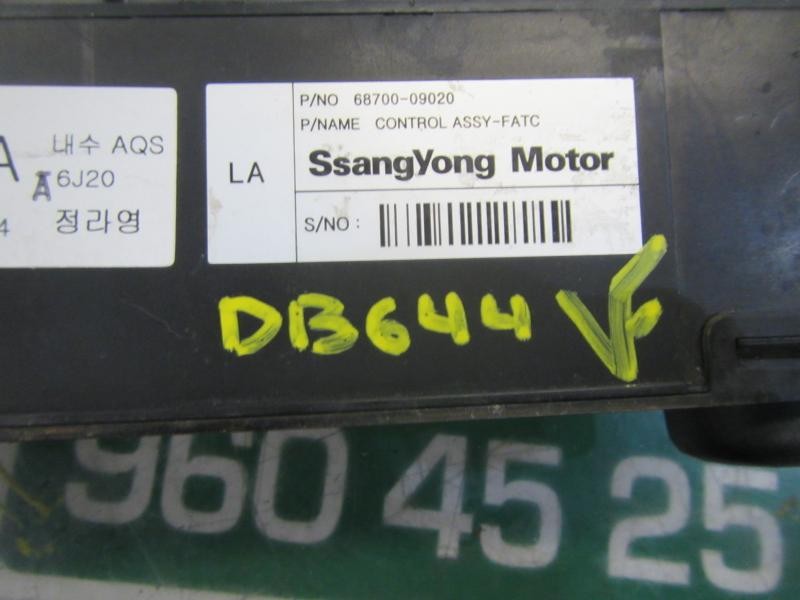 A 내수 AQS
A 6J20
4 정라영
LA
P/NO 68700-09020
P/NAME CONTROL ASSY-FATC
SsangYong Motor
S/NO :
DB644 V
960 45 25